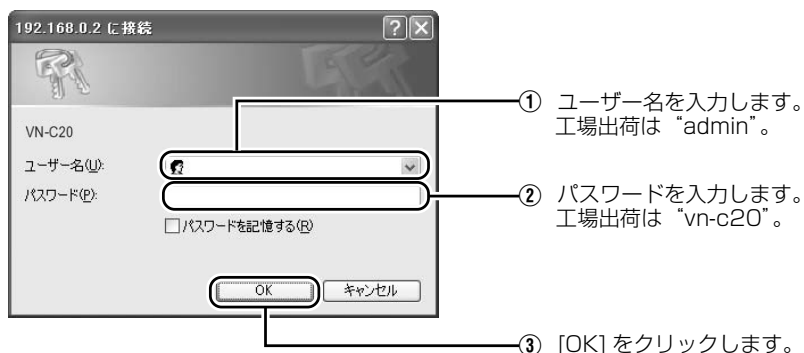 192.168.0.2 に接続
VN-C20
ユーザー名(U):
パスワード(P):
パスワードを記憶する(R)
OK
キャンセル
① ユーザー名を入力します。
工場出荷は “admin”。
② パスワードを入力します。
工場出荷は “vn-c20”。
③ [OK] をクリックします。